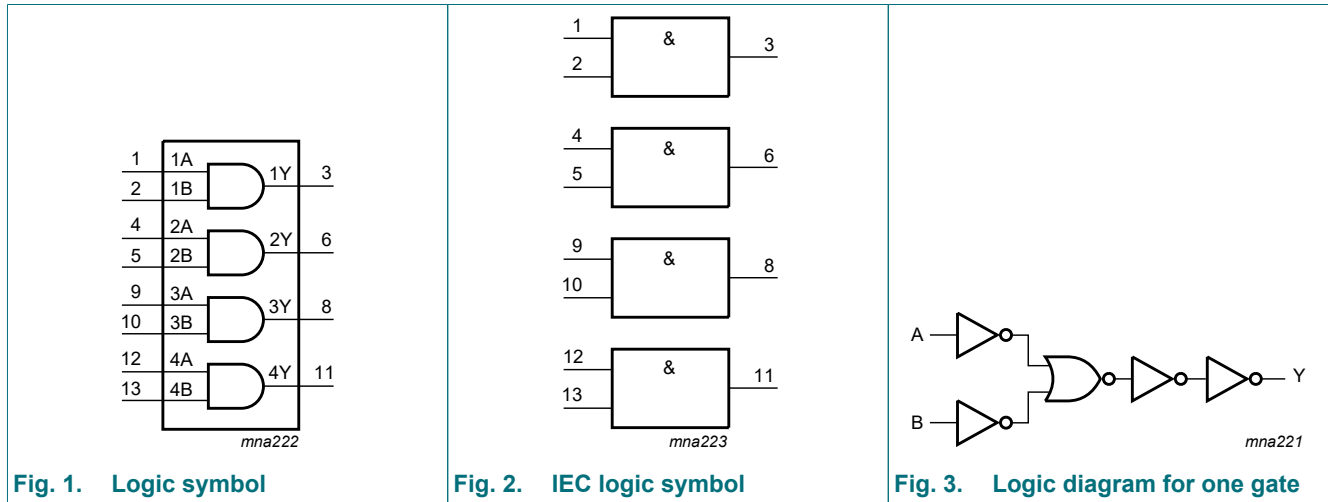 1 1A 1Y 3
2 1B
4 2A 2Y 6
5 2B
9 3A 3Y 8
10 3B
12 4A 4Y 11
13 4B
mna222
Fig. 1. Logic symbol
1 & 3
2
4 & 6
5
9 & 8
10
12 & 11
13
mna223
Fig. 2. IEC logic symbol
A
Y
B
mna221
Fig. 3. Logic diagram for one gate